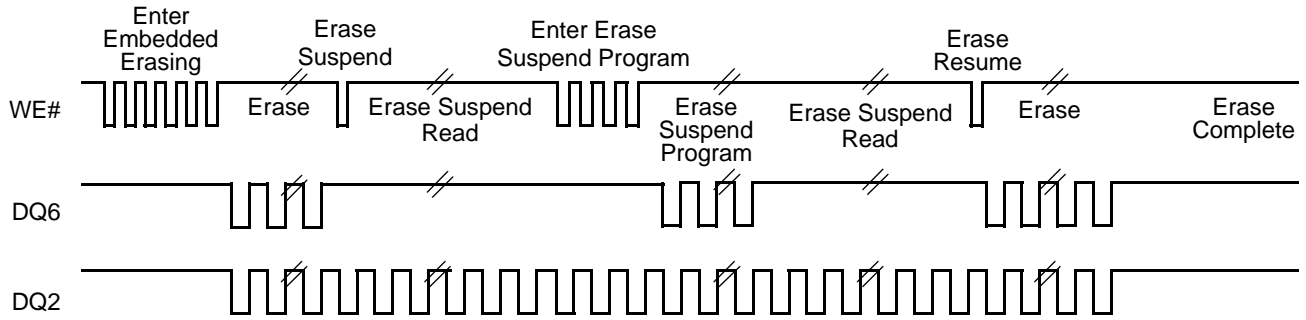 Enter
Embedded
Erasing
Erase
Suspend
Enter Erase
Suspend Program
Erase
Resume
WE#
Erase
Erase Suspend
Read
Erase
Suspend
Program
Erase Suspend
Read
Erase
Erase
Complete
DQ6
DQ2